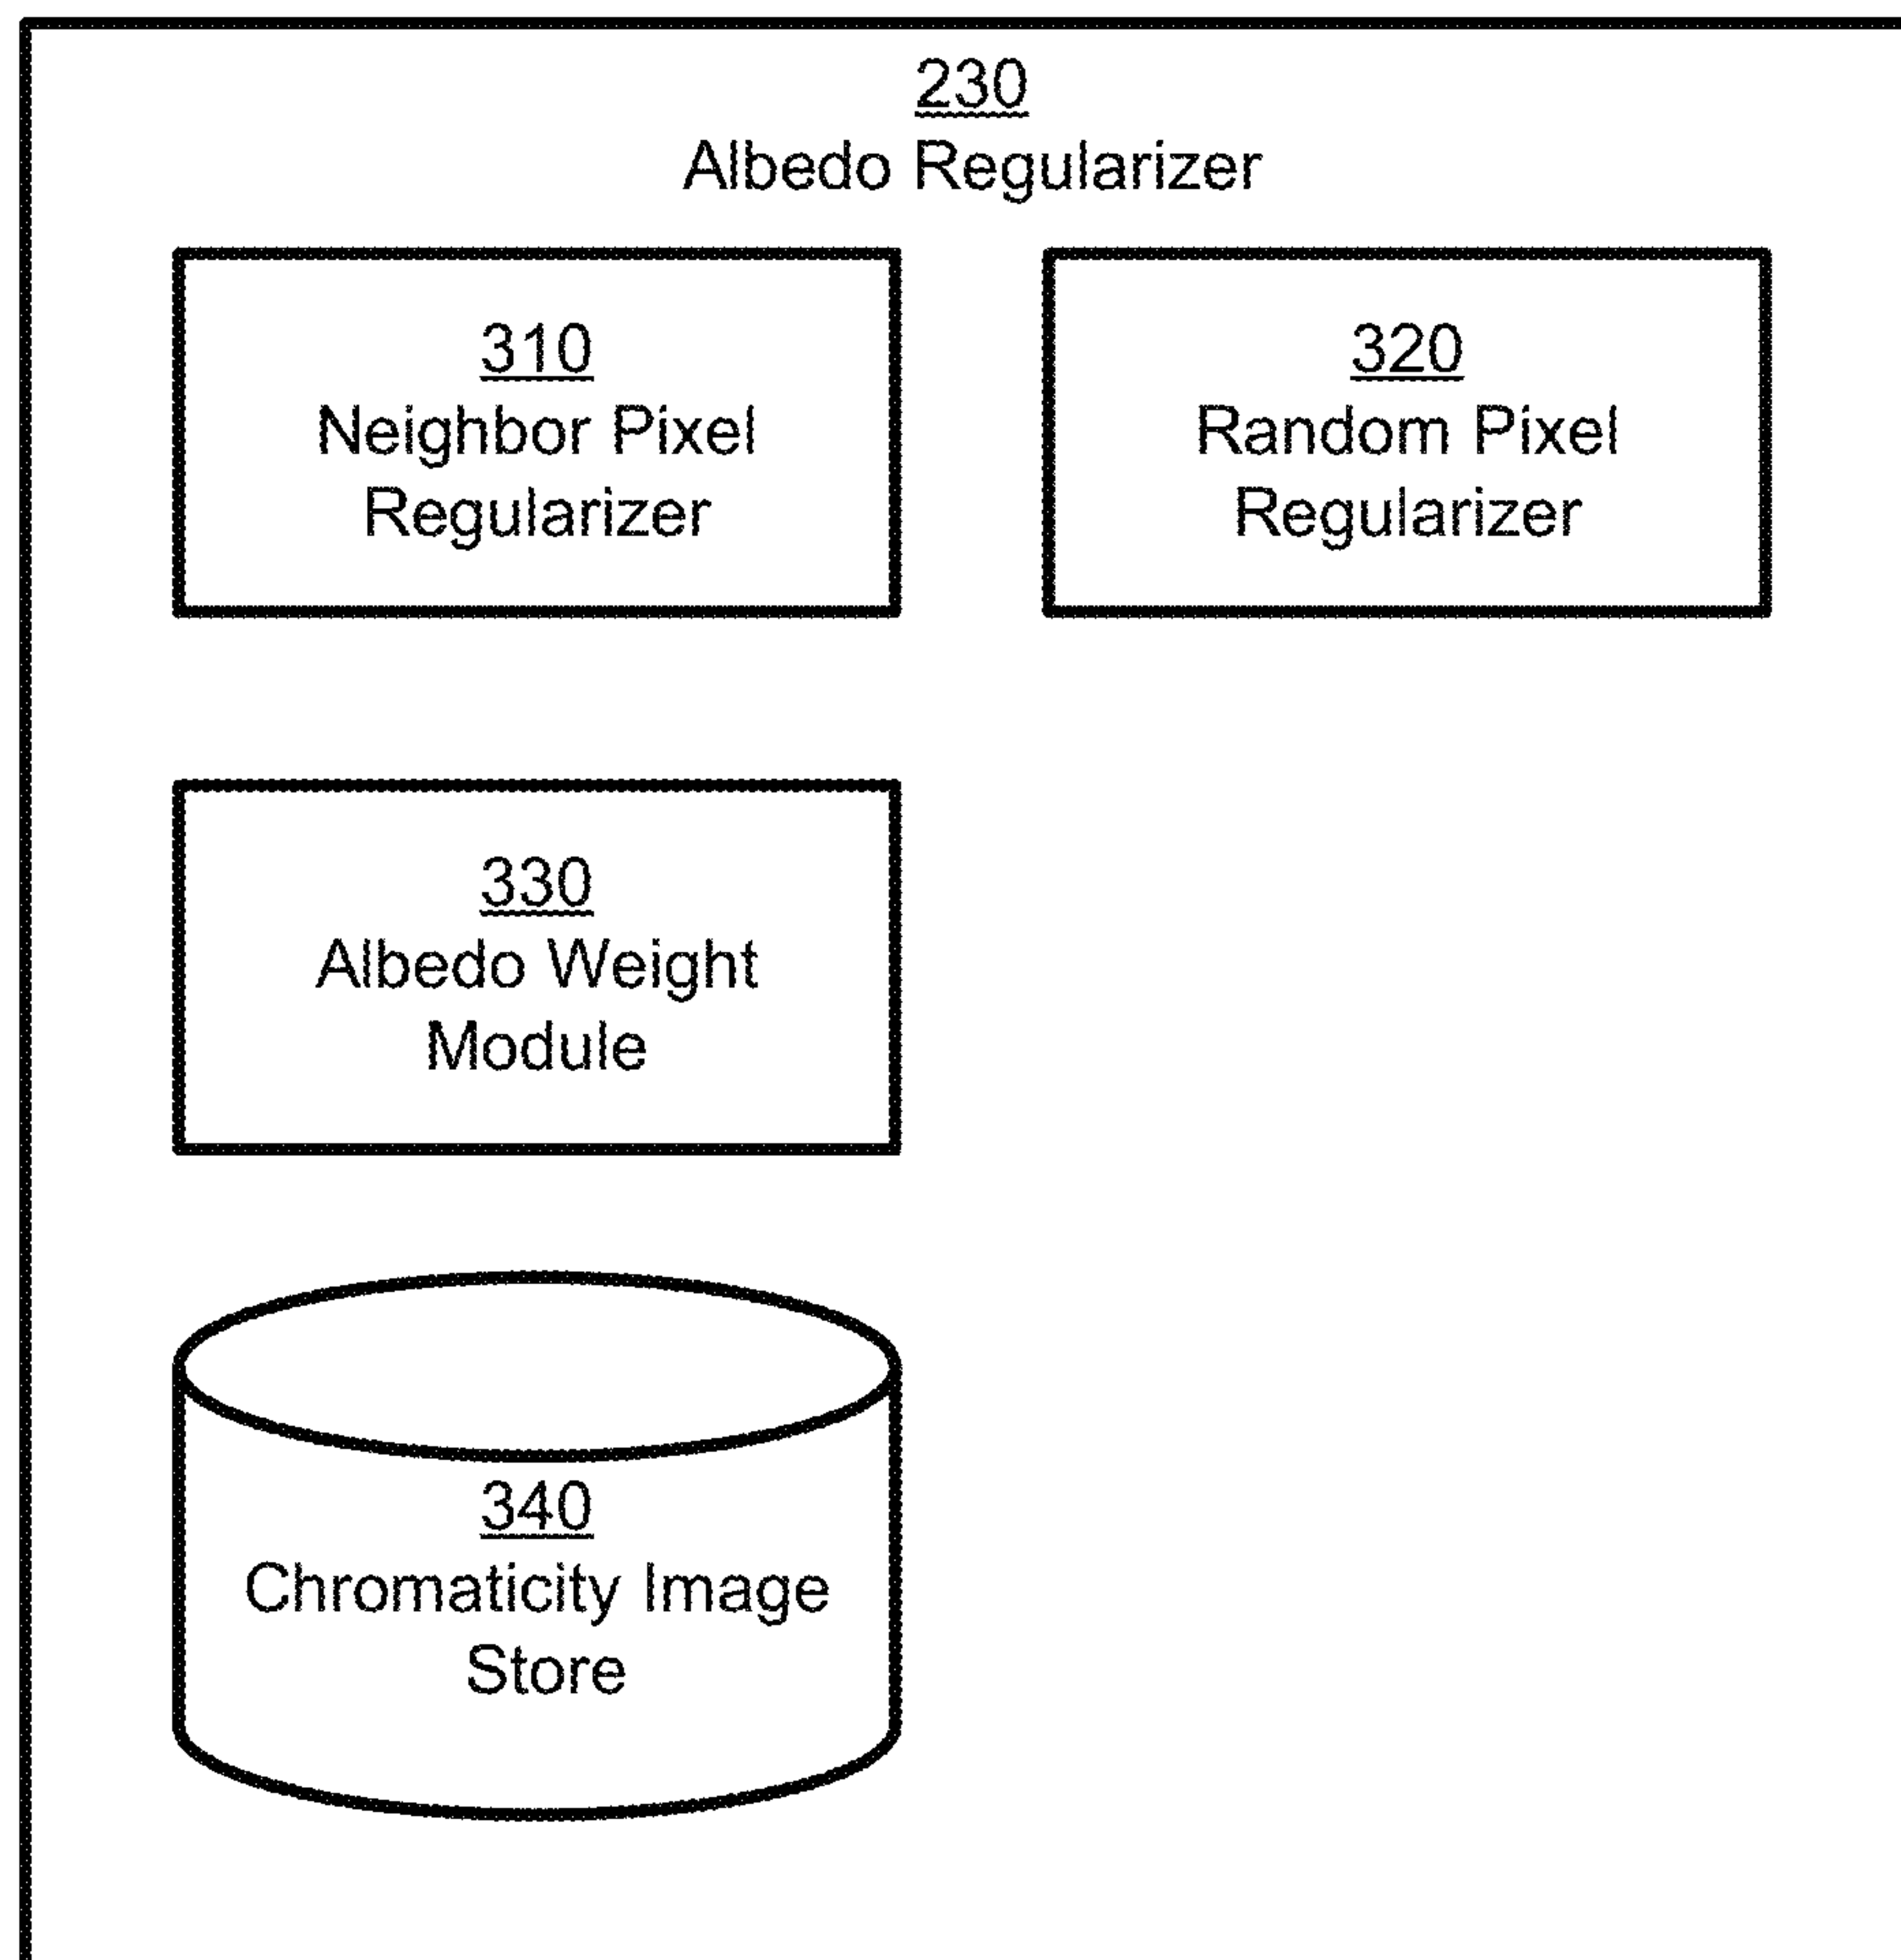 230
Albedo Regularizer
310
Neighbor Pixel
Regularizer
320
Random Pixel
Regularizer
330
Albedo Weight
Module
340
Chromaticity Image
Store